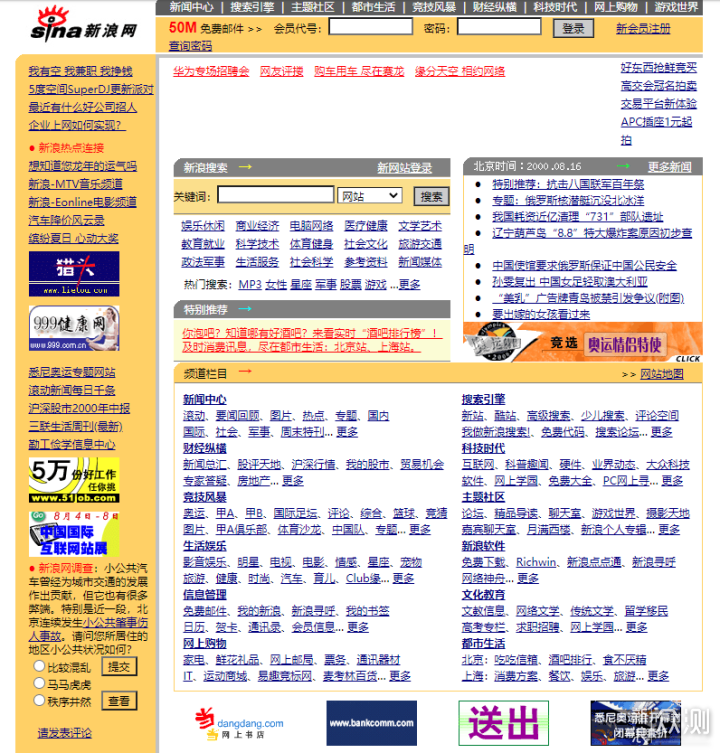 sina 新浪网
新闻中心 | 搜索引擎 | 主题社区 | 都市生活 | 竞技风暴 | 财经纵横 | 科技时代 | 网上购物 | 游戏世界
50M 免费邮件 >> 会员代号: 密码: 登录 新会员注册
查询密码
我有空 我兼职 我挣钱
5度空间SuperDJ更新派对
最近有什么好公司招人
企业上网如何实现?
● 新浪热点连接
想知道您龙年的运气吗
新浪-MTV音乐频道
新浪-Eonline电影频道
汽车降价风云录
缤纷夏日 心动大奖
猎头
www.lietou.com
999健康网
www.999.com.cn
悉尼奥运专题网站
滚动新闻每日千条
沪深股市2000年中报
三联生活周刊(最新)
勤工俭学信息中心
5万份好工作
任你挑
www.51job.com
GO 8月4日-8日
中国国际
互联网站展
● 新浪网调查: 小公共汽
车曾经为城市交通的发展
作出贡献, 但它也有很多
弊端。特别是近一段, 北
京连续发生小公共肇事伤
人事故。请问您所居住的
地区小公共状况如何?
比较混乱 提交
马马虎虎
秩序井然 查看
请发表评论
华为专场招聘会 网友评搜 购车用车 尽在赛龙 缘分天空 相约网络
好东西抢鲜竞买
高交会冠名拍卖
交易平台新体验
APC插座1元起
拍
新浪搜索 → 新网站登录
关键词: 网站 搜索
娱乐休闲 商业经济 电脑网络 医疗健康 文学艺术
教育就业 科学技术 体育健身 社会文化 旅游交通
政法军事 生活服务 社会科学 参考资料 新闻媒体
热门搜索: MP3 女性 星座 军事 股票 游戏 ...更多
特别推荐 →
你泡吧? 知道哪有好酒吧? 来看实时“酒吧排行榜”!
及时消费讯息, 尽在都市生活: 北京站、上海站。
北京时间:2000.08.16 → 更多新闻
● 特别推荐: 抗击八国联军百年祭
● 专题: 俄罗斯核潜艇沉没北冰洋
● 我国耗资近亿清理“731”部队遗址
● 辽宁葫芦岛“8.8”特大爆炸案原因初步查
明
● 中国使馆要求俄罗斯保证中国公民安全
● 孙雯复出 中国女足轻取澳大利亚
● “美乳”广告牌青岛被禁引发争议(附图)
● 要出嫁的女孩看过来
竞选 奥运情侣特使 CLICK
频道栏目 → >> 网站地图
新闻中心
滚动、要闻回顾、图片、热点、专题、国内
国际、社会、军事、周末特刊... 更多
财经纵横
新闻总汇、股评天地、沪深行情、我的股市、贸易机会
专家答疑、房地产... 更多
竞技风暴
奥运、甲A、甲B、国际足坛、评论、综合、篮球、竞猜
图片、甲A俱乐部、体育沙龙、中国队、专题... 更多
生活娱乐
影音娱乐、明星、电视、电影、情感、星座、宠物
旅游、健康、时尚、汽车、育儿、Club缘... 更多
信息管理
免费邮件、我的新浪、新浪寻呼、我的书签
日历、贺卡、通讯录、会员信息... 更多
网上购物
家电、鲜花礼品、网上邮局、票务、通讯器材
IT、运动商城、易趣竞标网、麦考林百货... 更多
搜索引擎
新站、酷站、高级搜索、少儿搜索、评论空间
我做新浪搜索!、免费代码、搜索论坛... 更多
科技时代
互联网、科普趣闻、硬件、业界动态、大众科技
软件、网上学园、免费大全、PC网上寻... 更多
主题社区
论坛、精品导读、聊天室、游戏世界、摄影天地
嘉宾聊天室、月满西楼、新浪个人专辑... 更多
新浪软件
免费下载、Richwin、新浪点点通、新浪寻呼
网络神舟... 更多
文化教育
文教信息、网络文学、传统文学、留学移民
高考专栏、求职招聘、网上学园... 更多
都市生活
北京: 吃吃信箱、酒吧排行、食不厌精
上海: 消费方案、餐饮、娱乐、旅游... 更多
当当 dangdang.com
网上书店
www.bankcomm.com
送出
悉尼奥运